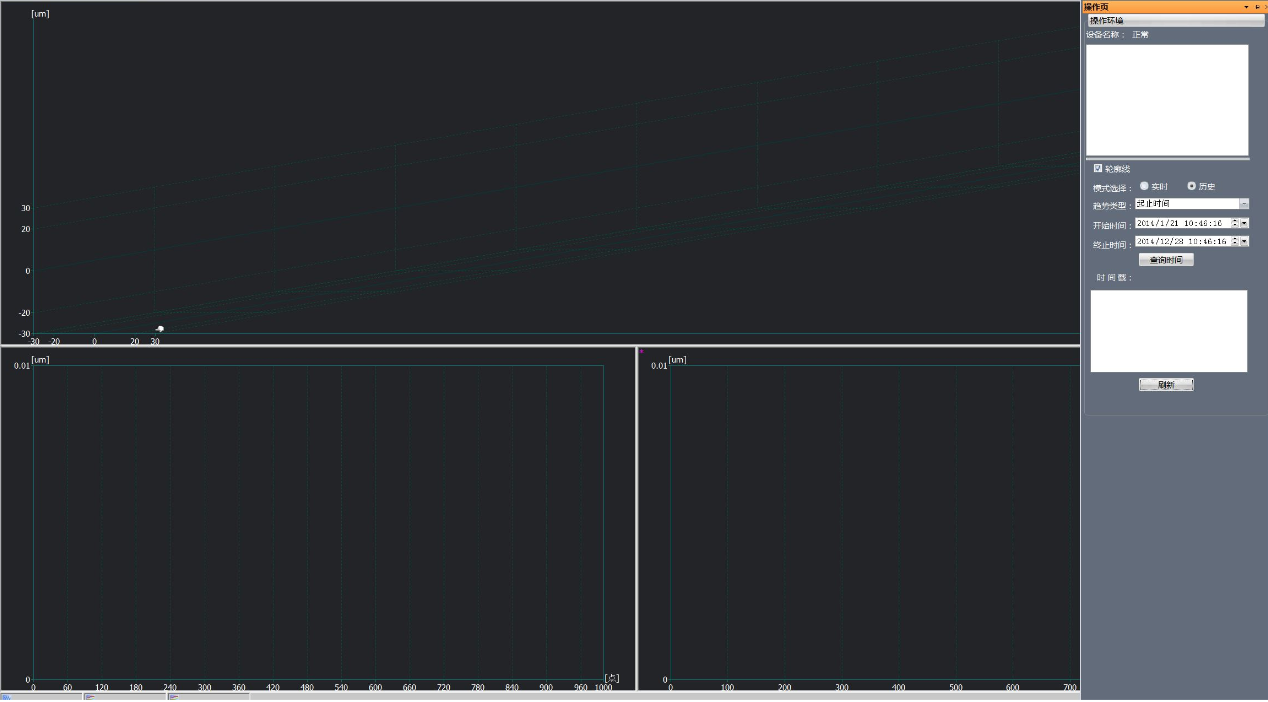 [um]
30
20
0
-20
-30
-30 -20 0 20 30
[um]
0.01
0
0 60 120 180 240 300 360 420 480 540 600 660 720 780 840 900 960 1000
[点]
[um]
0.01
0
0 100 200 300 400 500 600 700
操作页
操作环境
设备名称： 正常
轮廓线
模式选择： 实时 历史
趋势类型： 起止时间
开始时间： 2014/1/21 10:46:16
终止时间： 2014/12/23 10:46:16
查询时间
时 间 戳：
刷新